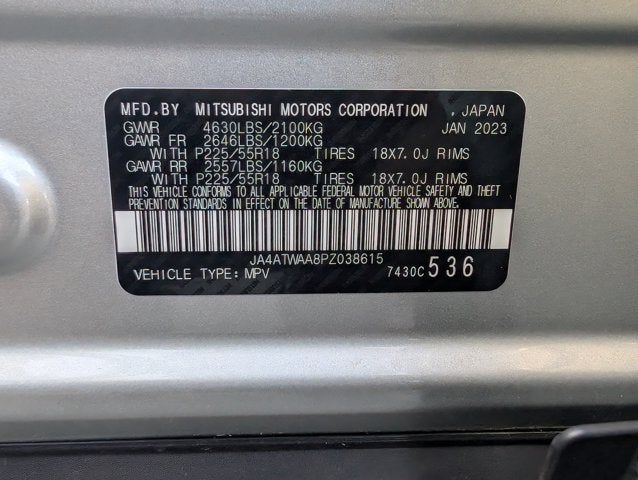 MFD.BY MITSUBISHI MOTORS CORPORATION , JAPAN
GVWR 4630LBS/2100KG JAN 2023
GAWR FR 2646LBS/1200KG
WITH P225/55R18 TIRES 18X7.0J RIMS
GAWR RR 2557LBS/1160KG
WITH P225/55R18 TIRES 18X7.0J RIMS
THIS VEHICLE CONFORMS TO ALL APPLICABLE FEDERAL MOTOR VEHICLE SAFETY AND THEFT
PREVENTION STANDARDS IN EFFECT ON THE DATE OF MANUFACTURE SHOWN ABOVE.
JA4ATWAA8PZ038615
VEHICLE TYPE: MPV 7430C 536